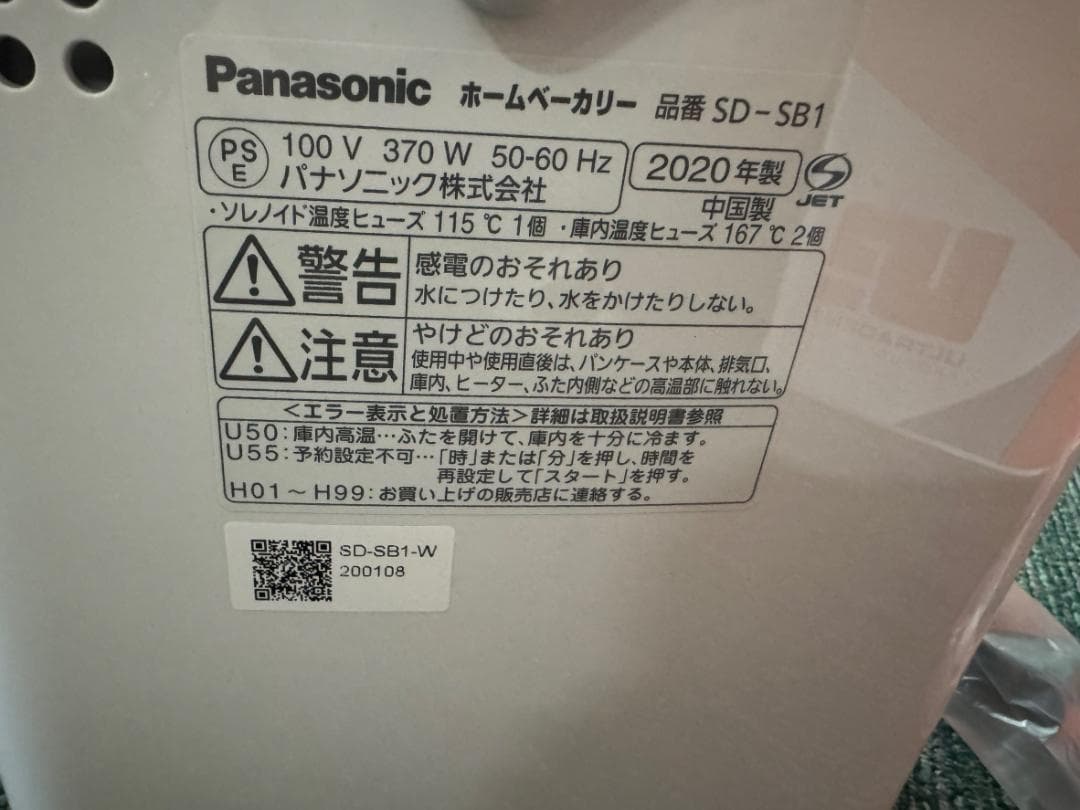 Panasonic ホームベーカリー 品番 SD-SB1
PS E 100 V 370 W 50-60 Hz 2020年製
パナソニック株式会社 中国製 JET
・ソレノイド温度ヒューズ 115 ℃ 1個 ・庫内温度ヒューズ 167 ℃ 2個
警告 感電のおそれあり
水につけたり、水をかけたりしない。
注意 やけどのおそれあり
使用中や使用直後は、パンケースや本体、排気口、
庫内、ヒーター、ふた内側などの高温部に触れない。
<エラー表示と処置方法>詳細は取扱説明書参照
U50:庫内高温…ふたを開けて、庫内を十分に冷ます。
U55:予約設定不可…「時」または「分」を押し、時間を
再設定して「スタート」を押す。
H01～H99:お買い上げの販売店に連絡する。
SD-SB1-W
200108